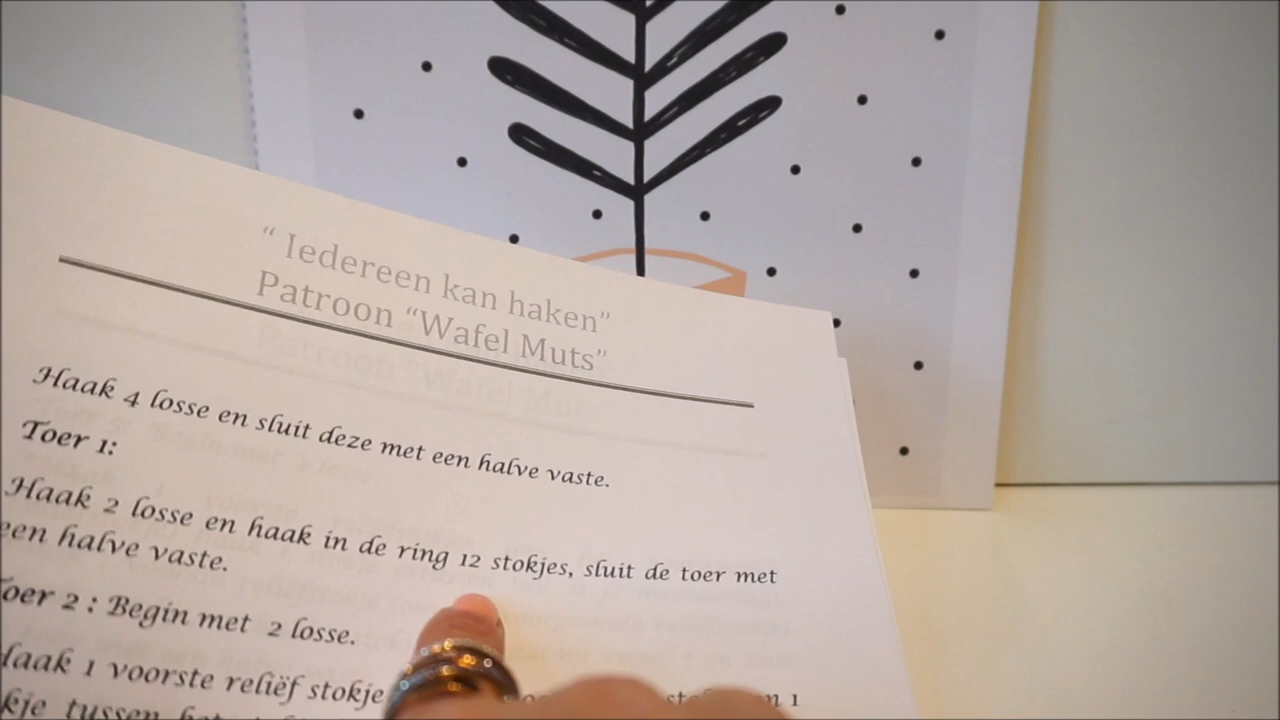 “ Iedereen kan haken”
Patroon “Wafel Muts”
Haak 4 losse en sluit deze met een halve vaste.
Toer 1:
Haak 2 losse en haak in de ring 12 stokjes, sluit de toer met
een halve vaste.
Toer 2 : Begin met 2 losse.
Haak 1 voorste reliëf stokje
tussen